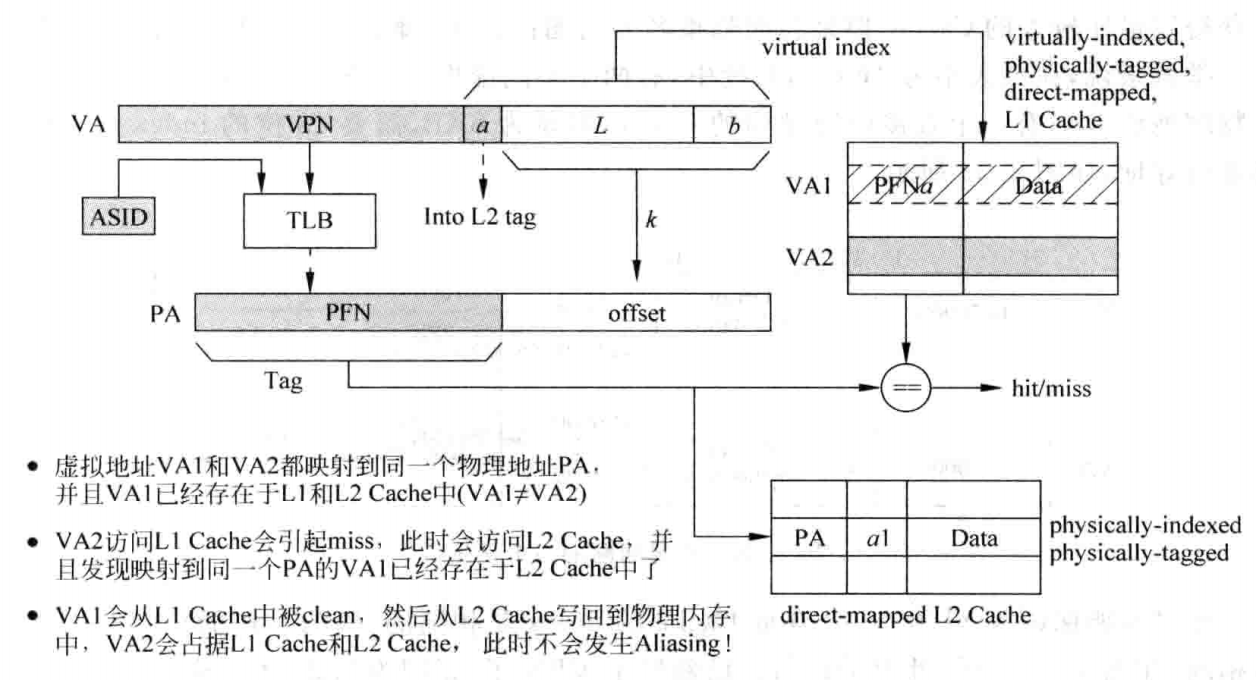 virtual index
virtually-indexed,
physically-tagged,
direct-mapped,
L1 Cache
VA
VPN
a
L
b
ASID
TLB
Into L2 tag
k
VA1
PFNa
Data
VA2
PA
PFN
offset
Tag
==
hit/miss
• 虚拟地址VA1和VA2都映射到同一个物理地址PA,
并且VA1已经存在于L1和L2 Cache中(VA1≠VA2)
• VA2访问L1 Cache会引起miss,此时会访问L2 Cache,并
且发现映射到同一个PA的VA1已经存在于L2 Cache中了
• VA1会从L1 Cache中被clean,然后从L2 Cache写回到物理内存
中,VA2会占据L1 Cache和L2 Cache, 此时不会发生Aliasing!
PA
a1
Data
physically-indexed
physically-tagged
direct-mapped L2 Cache